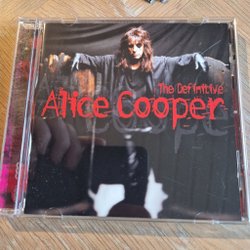 The Definitive
Alice Cooper